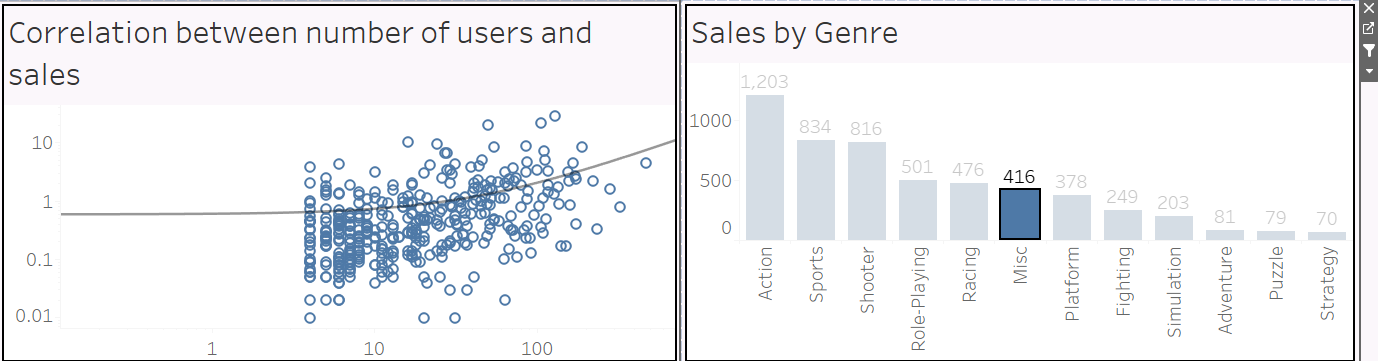 Correlation between number of users and
sales
10
1
0.1
0.01
1
10
100
Sales by Genre
1000
500
0
1,203
834
816
501
476
416
378
249
203
81
79
70
Action
Sports
Shooter
Role-Playing
Racing
Misc
Platform
Fighting
Simulation
Adventure
Puzzle
Strategy